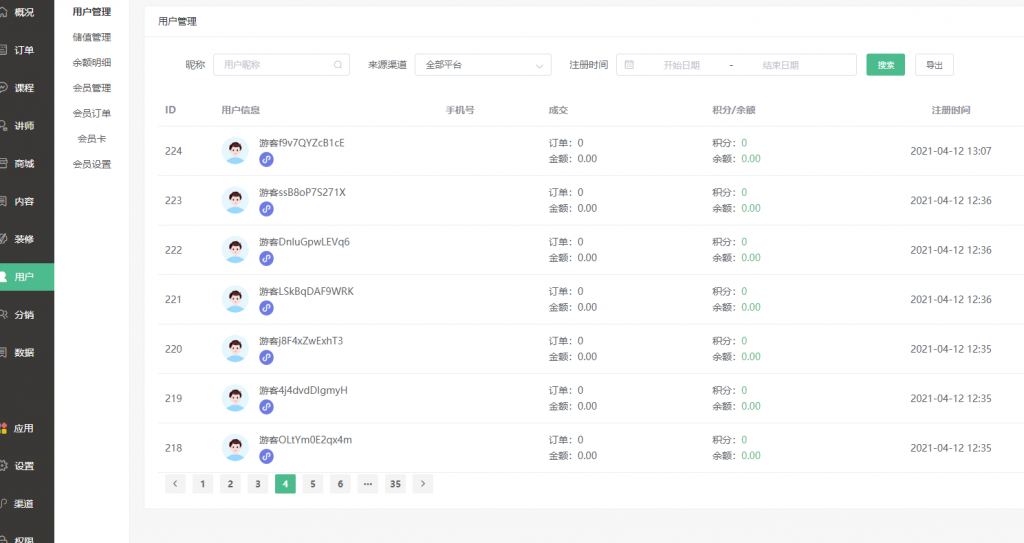 概况
订单
课程
讲师
商城
内容
装修
用户
分销
数据
应用
设置
渠道
权限
用户管理
储值管理
余额明细
会员管理
会员订单
会员卡
会员设置
用户管理
昵称 用户昵称 来源渠道 全部平台 注册时间 开始日期 - 结束日期 搜索 导出
ID 用户信息 手机号 成交 积分/余额 注册时间
224 游客f9v7QYZcB1cE 订单：0 积分：0 2021-04-12 13:07
金额：0.00 余额：0.00
223 游客ssB8oP7S271X 订单：0 积分：0 2021-04-12 12:36
金额：0.00 余额：0.00
222 游客DnluGpwLEVq6 订单：0 积分：0 2021-04-12 12:36
金额：0.00 余额：0.00
221 游客LSkBqDAF9WRK 订单：0 积分：0 2021-04-12 12:36
金额：0.00 余额：0.00
220 游客j8F4xZwExhT3 订单：0 积分：0 2021-04-12 12:35
金额：0.00 余额：0.00
219 游客4j4dvdDIgmyH 订单：0 积分：0 2021-04-12 12:35
金额：0.00 余额：0.00
218 游客OLtYm0E2qx4m 订单：0 积分：0 2021-04-12 12:35
金额：0.00 余额：0.00
< 1 2 3 4 5 6 ··· 35 >